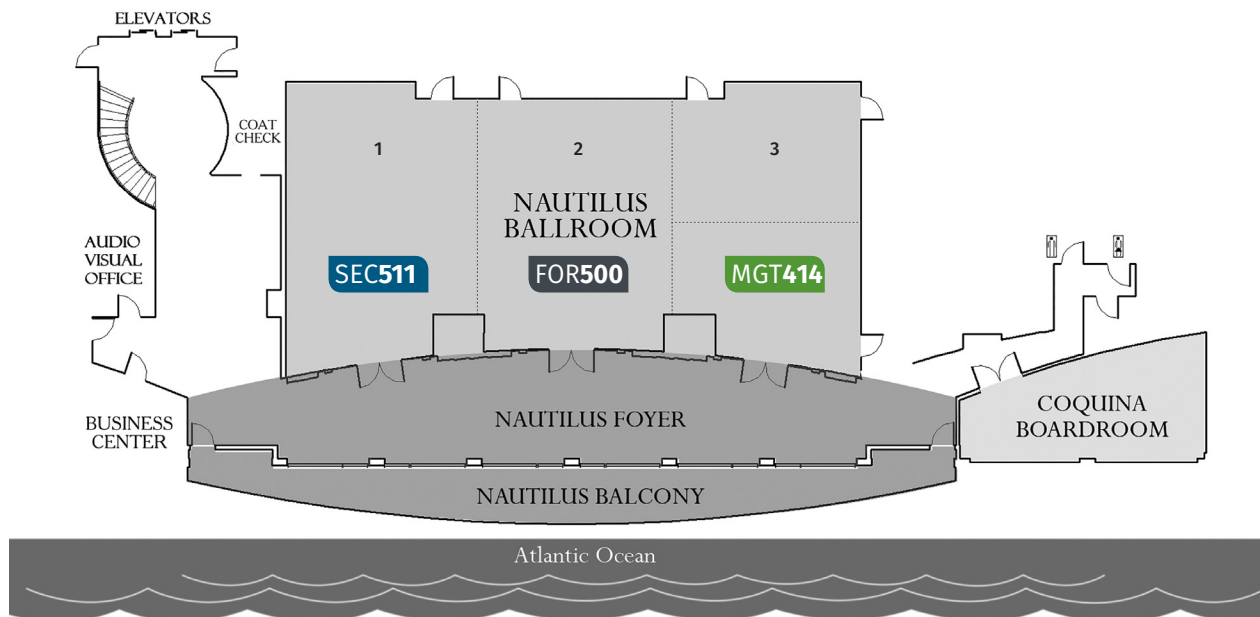 ELEVATORS
COAT
CHECK
1
2
3
NAUTILUS
BALLROOM
AUDIO
VISUAL
OFFICE
SEC511
FOR500
MGT414
BUSINESS
CENTER
NAUTILUS FOYER
COQUINA
BOARDROOM
NAUTILUS BALCONY
Atlantic Ocean